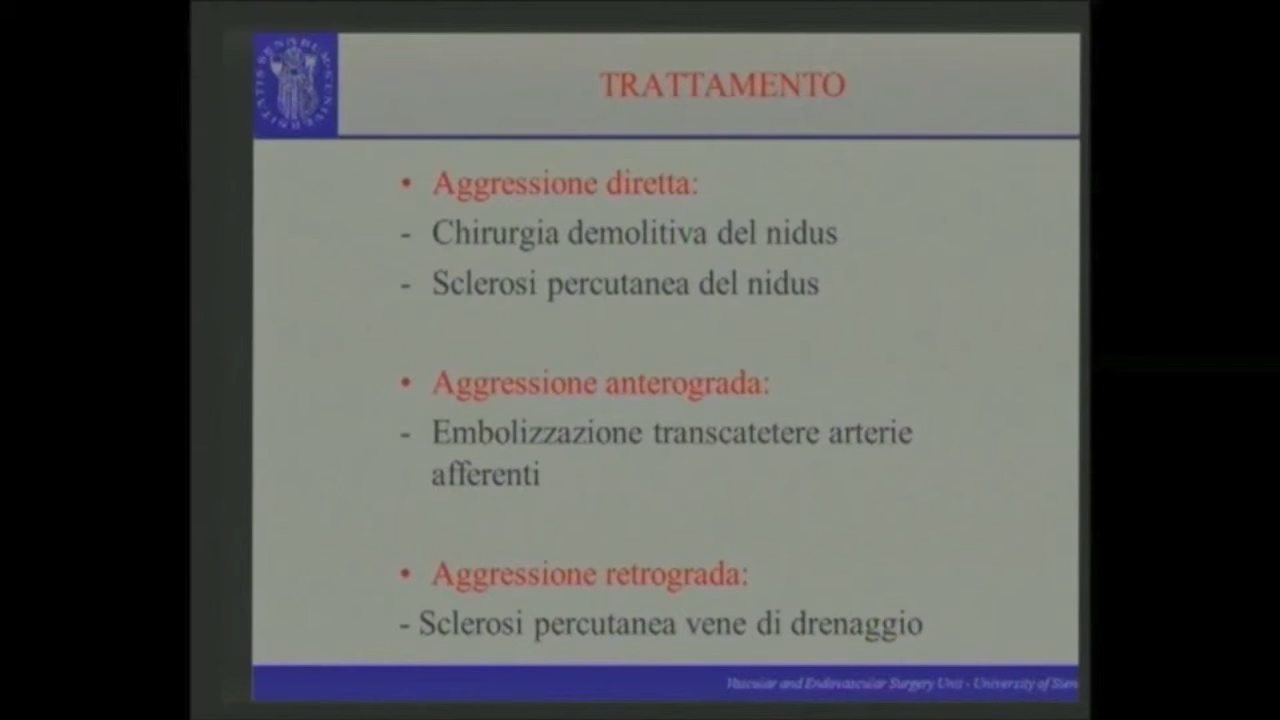 TRATTAMENTO
• Aggressione diretta:
- Chirurgia demolitiva del nidus
- Sclerosi percutanea del nidus
• Aggressione anterograda:
- Embolizzazione transcatetere arterie
afferenti
• Aggressione retrograda:
- Sclerosi percutanea vene di drenaggio
Vascular and Endovascular Surgery Unit - University of Sien